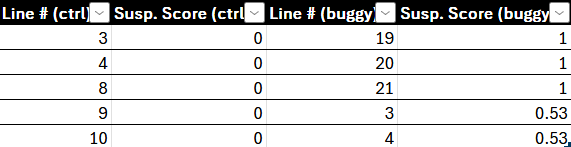 Line # (ctrl) Susp. Score (ctrl Line # (buggy) Susp. Score (buggy
3 0 19 1
4 0 20 1
8 0 21 1
9 0 3 0.53
10 0 4 0.53